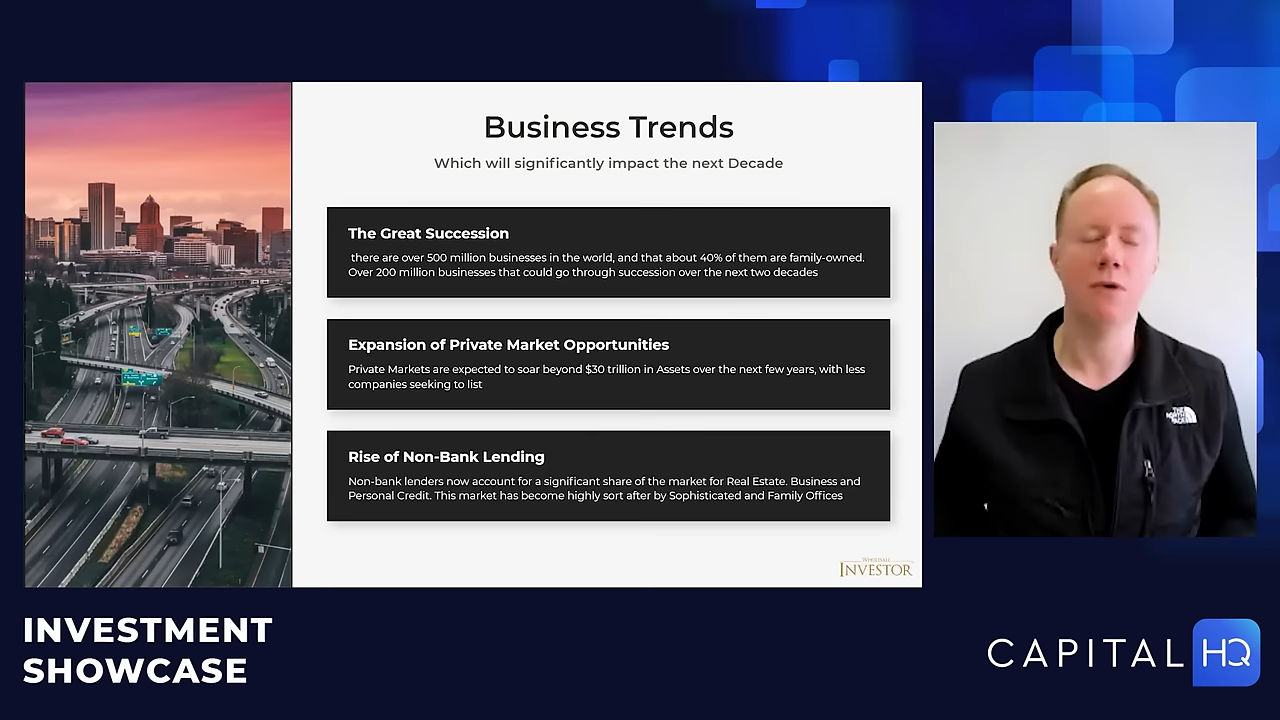 Business Trends
Which will significantly impact the next Decade
The Great Succession
there are over 500 million businesses in the world, and that about 40% of them are family-owned.
Over 200 million businesses that could go through succession over the next two decades
Expansion of Private Market Opportunities
Private Markets are expected to soar beyond $30 trillion in Assets over the next few years, with less
companies seeking to list
Rise of Non-Bank Lending
Non-bank lenders now account for a significant share of the market for Real Estate. Business and
Personal Credit. This market has become highly sort after by Sophisticated and Family Offices
WHOLESALE
INVESTOR
THE
NORTH
FACE
INVESTMENT
SHOWCASE
CAPITAL HQ